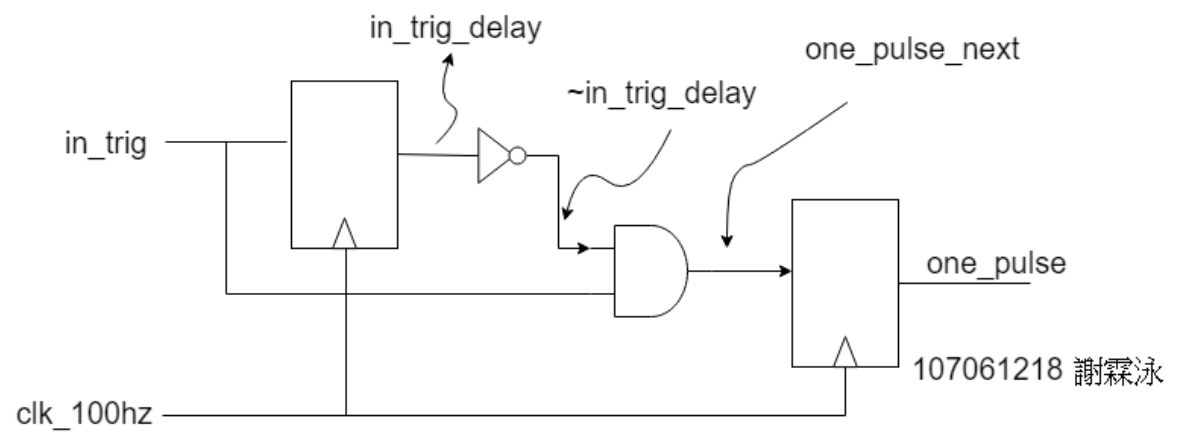 in_trig_delay
one_pulse_next
~in_trig_delay
in_trig
one_pulse
107061218 謝霖泳
clk_100hz